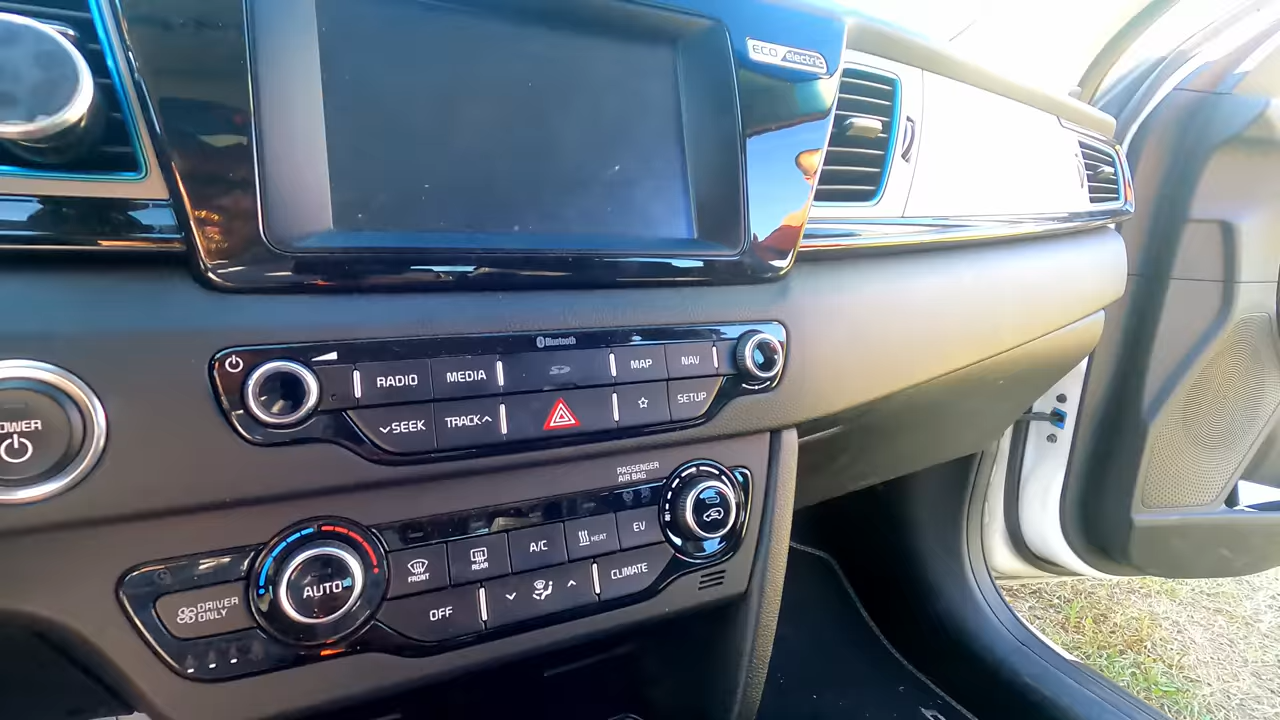 ECO electric
Bluetooth
RADIO
MEDIA
SD
MAP
NAV
SEEK
TRACK
SETUP
POWER
PASSENGER
AIR BAG
FRONT
REAR
A/C
HEAT
EV
AUTO
DRIVER
ONLY
OFF
CLIMATE